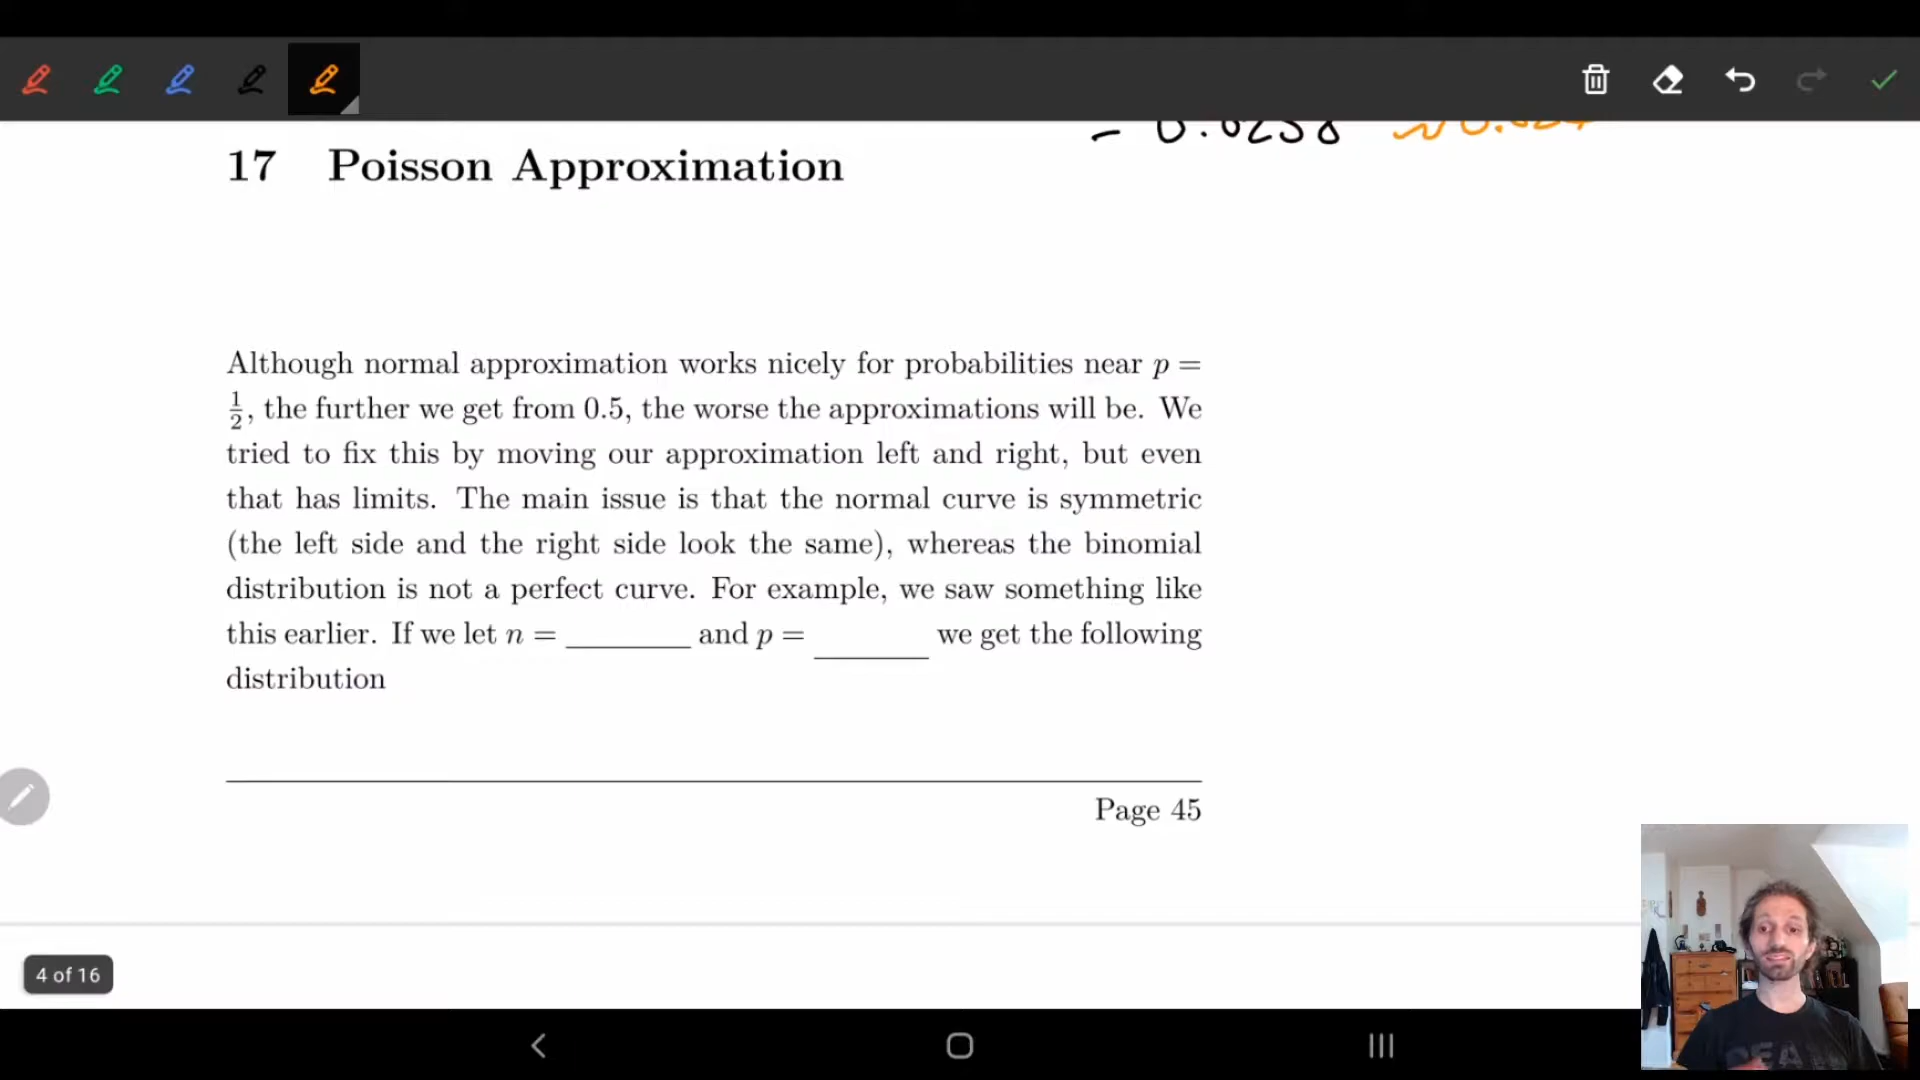 = 0.0238
17 Poisson Approximation
Although normal approximation works nicely for probabilities near p =
1/2, the further we get from 0.5, the worse the approximations will be. We
tried to fix this by moving our approximation left and right, but even
that has limits. The main issue is that the normal curve is symmetric
(the left side and the right side look the same), whereas the binomial
distribution is not a perfect curve. For example, we saw something like
this earlier. If we let n = ________ and p = ________ we get the following
distribution
Page 45
4 of 16